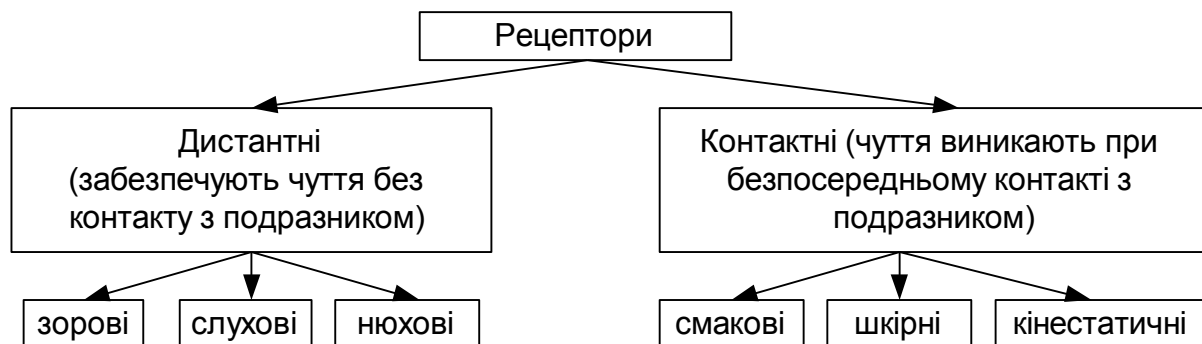 Рецептори
Дистантні
(забезпечують чуття без
контакту з подразником)
Контактні (чуття виникають при
безпосередньому контакті з
подразником)
зорові
слухові
нюхові
смакові
шкірні
кінестатичні